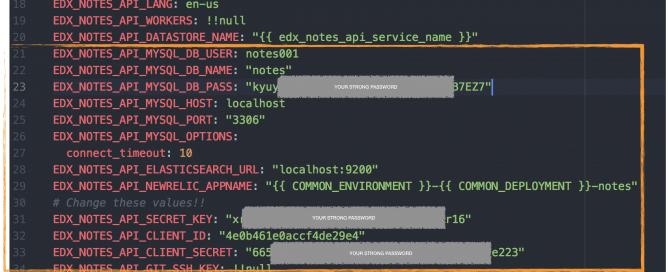 18 EDX_NOTES_API_LANG: en-us
19 EDX_NOTES_API_WORKERS: !!null
20 EDX_NOTES_API_DATASTORE_NAME: "{{ edx_notes_api_service_name }}"
21 EDX_NOTES_API_MYSQL_DB_USER: notes001
22 EDX_NOTES_API_MYSQL_DB_NAME: "notes"
23 EDX_NOTES_API_MYSQL_DB_PASS: "kyuy YOUR STRONG PASSWORD 37EZ7"
24 EDX_NOTES_API_MYSQL_HOST: localhost
25 EDX_NOTES_API_MYSQL_PORT: "3306"
26 EDX_NOTES_API_MYSQL_OPTIONS:
27 connect_timeout: 10
28 EDX_NOTES_API_ELASTICSEARCH_URL: "localhost:9200"
29 EDX_NOTES_API_NEWRELIC_APPNAME: "{{ COMMON_ENVIRONMENT }}-{{ COMMON_DEPLOYMENT }}-notes"
30 # Change these values!!
31 EDX_NOTES_API_SECRET_KEY: "x YOUR STRONG PASSWORD r16"
32 EDX_NOTES_API_CLIENT_ID: "4e0b461e0accf4de29e4"
33 EDX_NOTES_API_CLIENT_SECRET: "665 YOUR STRONG PASSWORD e223"
34 EDX_NOTES_API_GIT_SSH_KEY: !!null